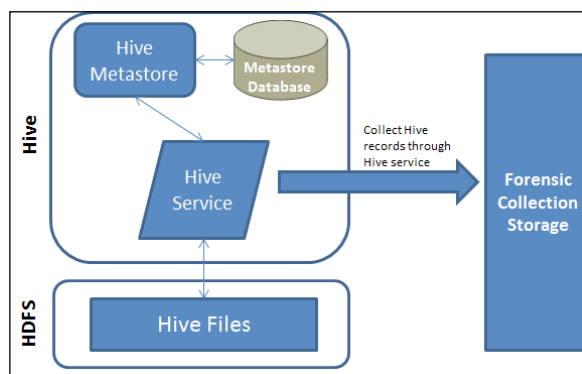 Hive
Hive
Metastore
Metastore
Database
Hive
Service
Collect Hive
records through
Hive service
Forensic
Collection
Storage
HDFS
Hive Files